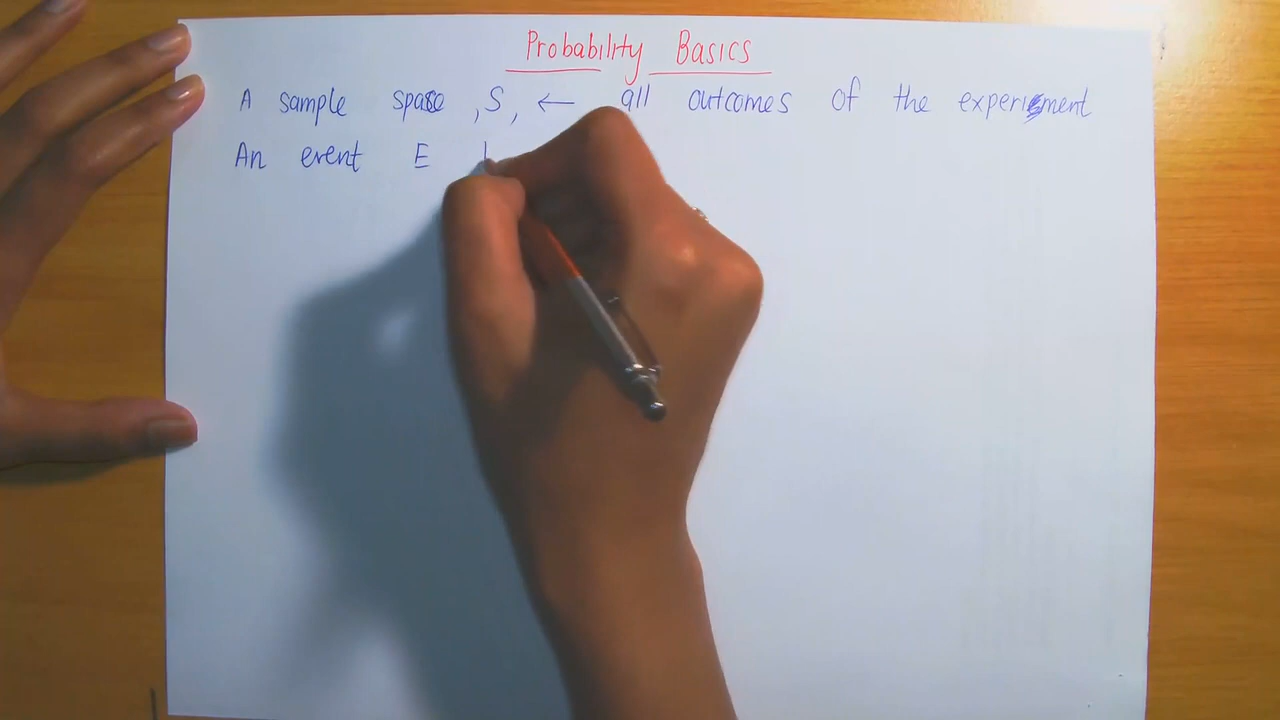 Probability Basics
A sample space , S, ← all outcomes of the experiment
An event E